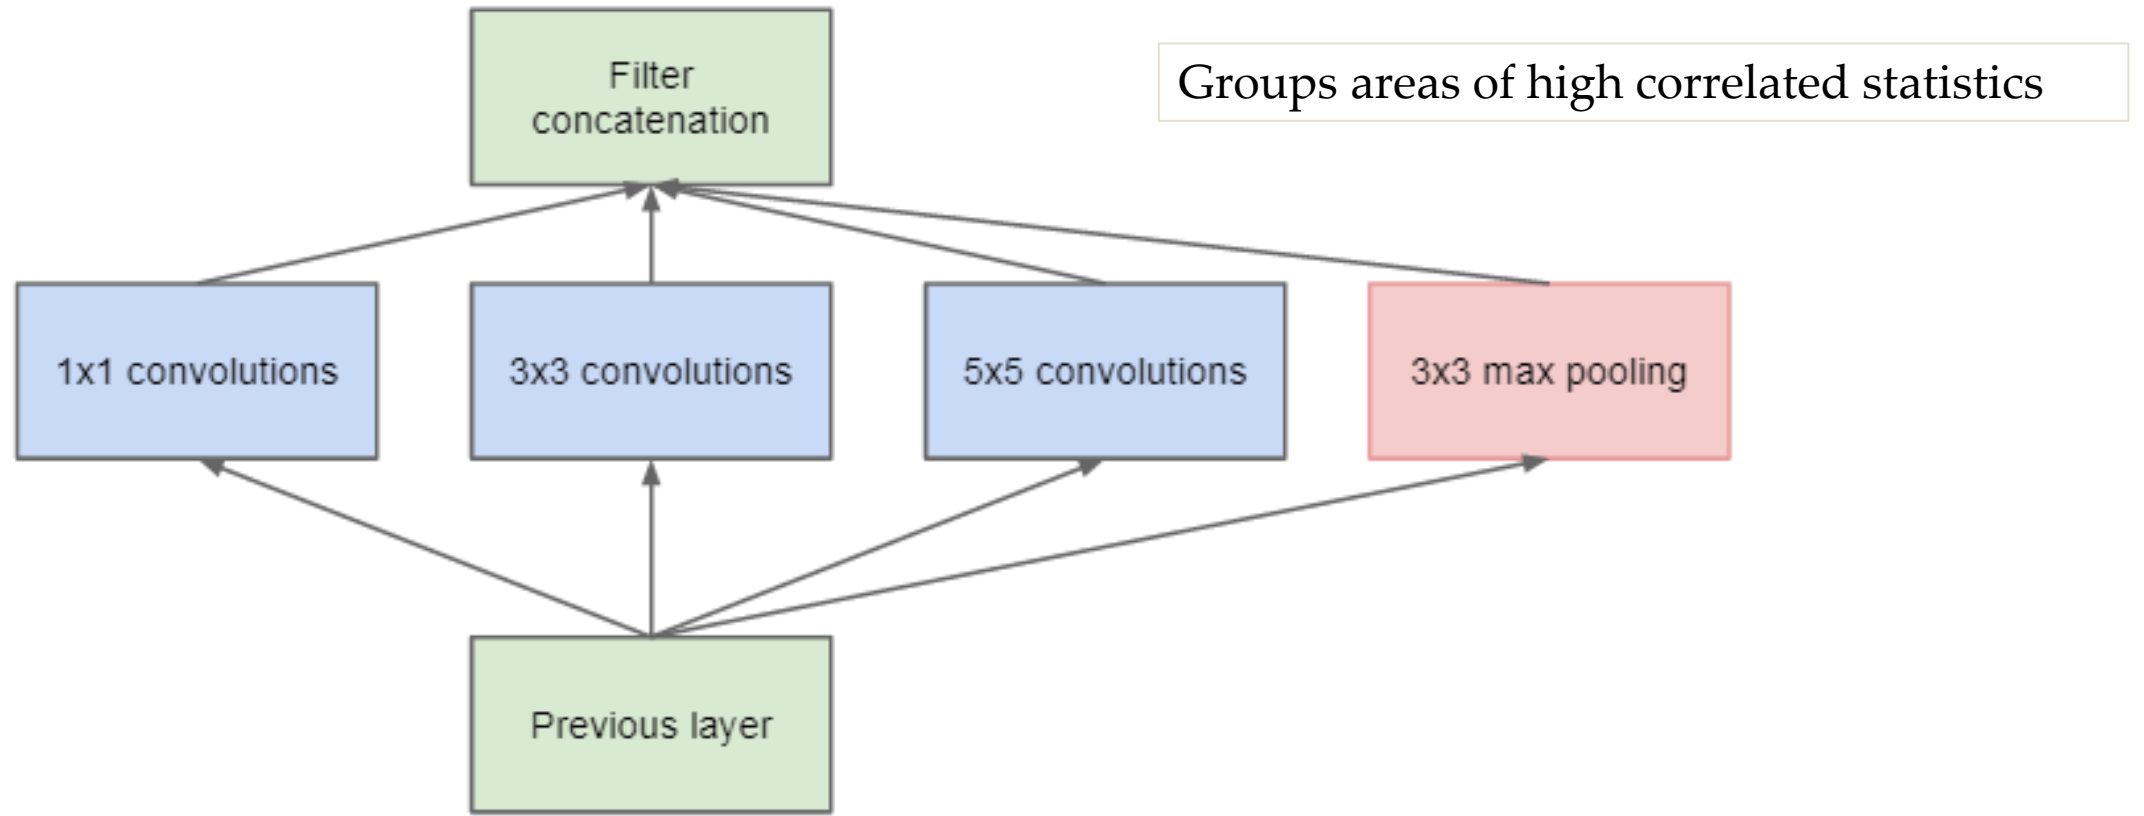 Filter
concatenation
Groups areas of high correlated statistics
1x1 convolutions
3x3 convolutions
5x5 convolutions
3x3 max pooling
Previous layer